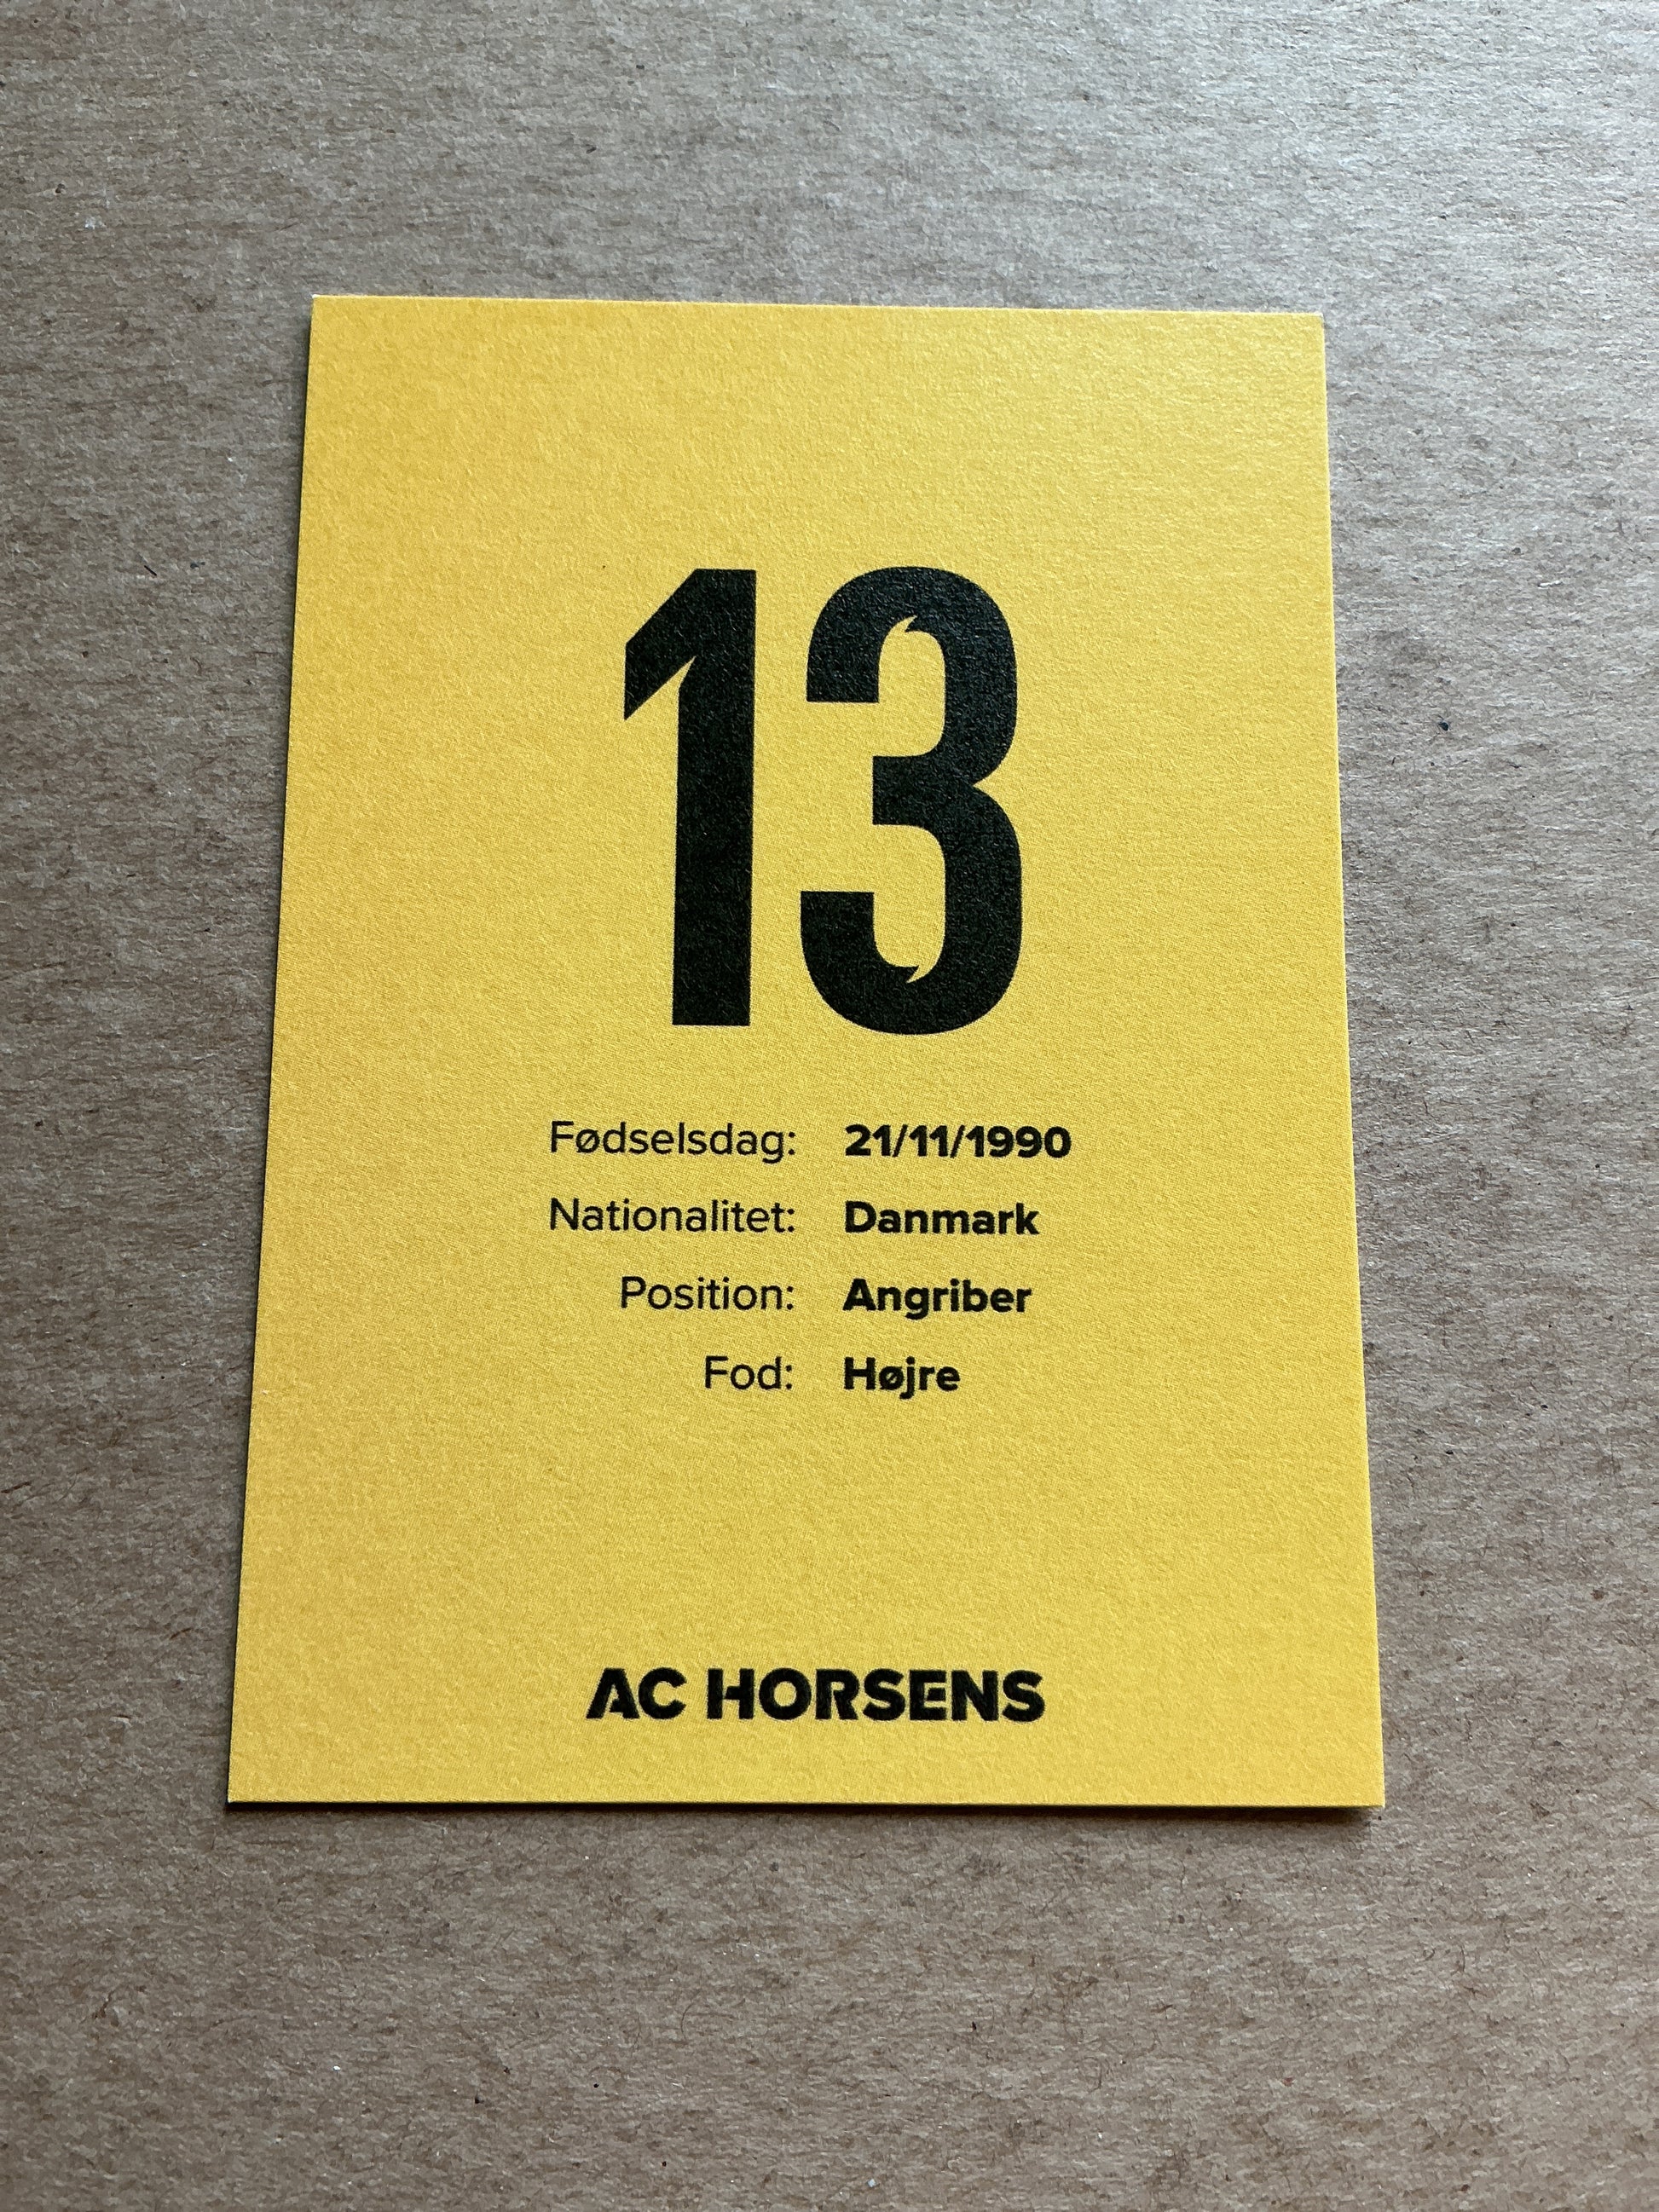 13
Fødselsdag: 21/11/1990
Nationalitet: Danmark
Position: Angriber
Fod: Højre
AC HORSENS